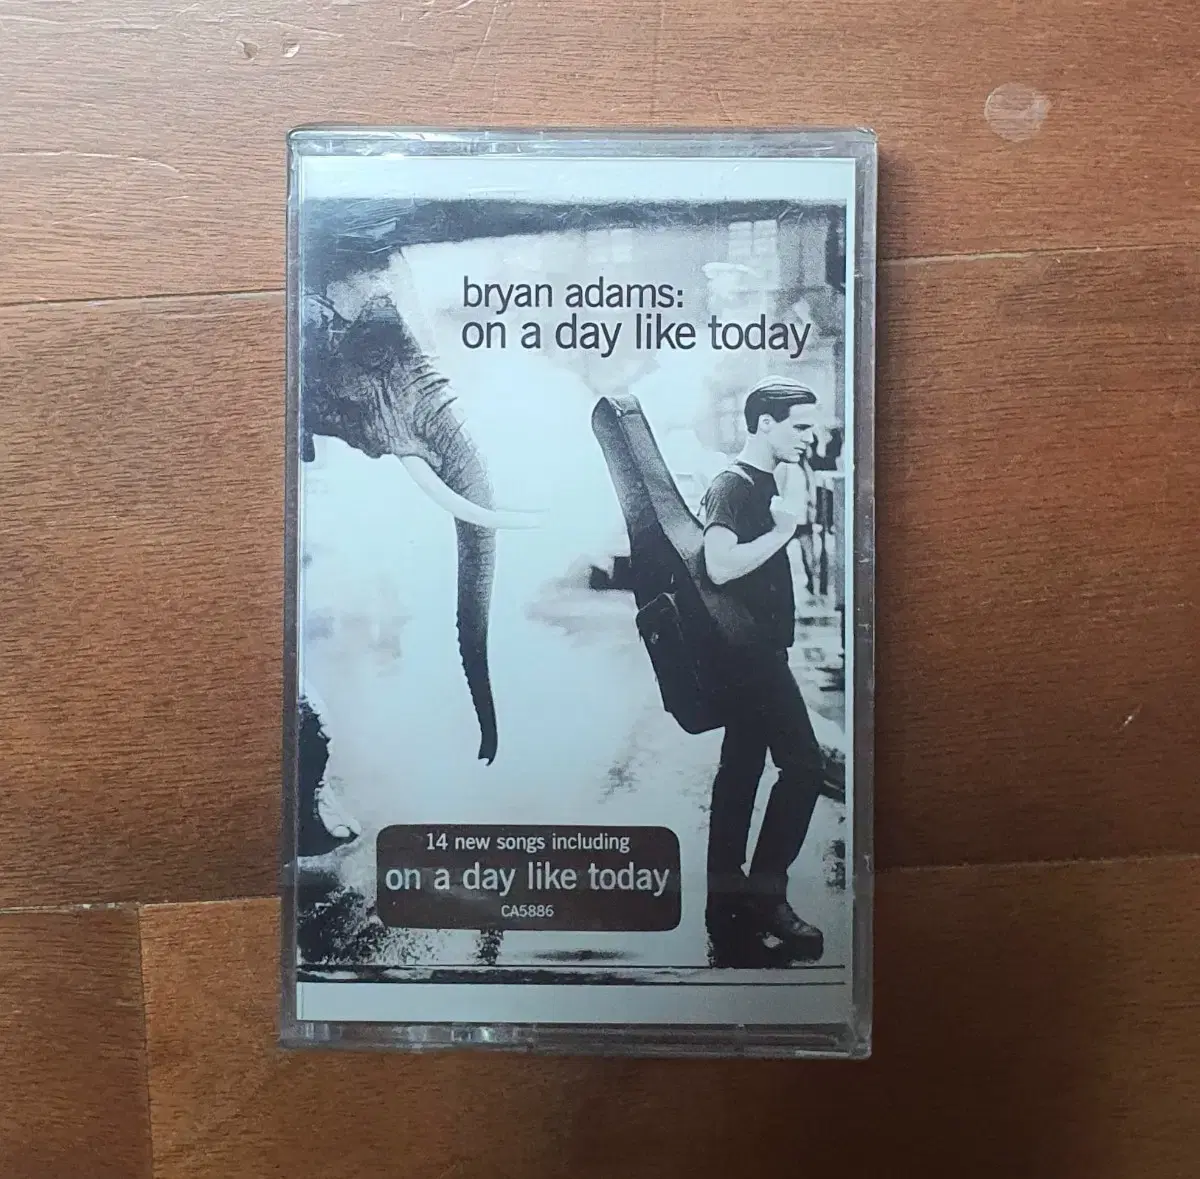 bryan adams:
on a day like today
14 new songs including
on a day like today
CA5886